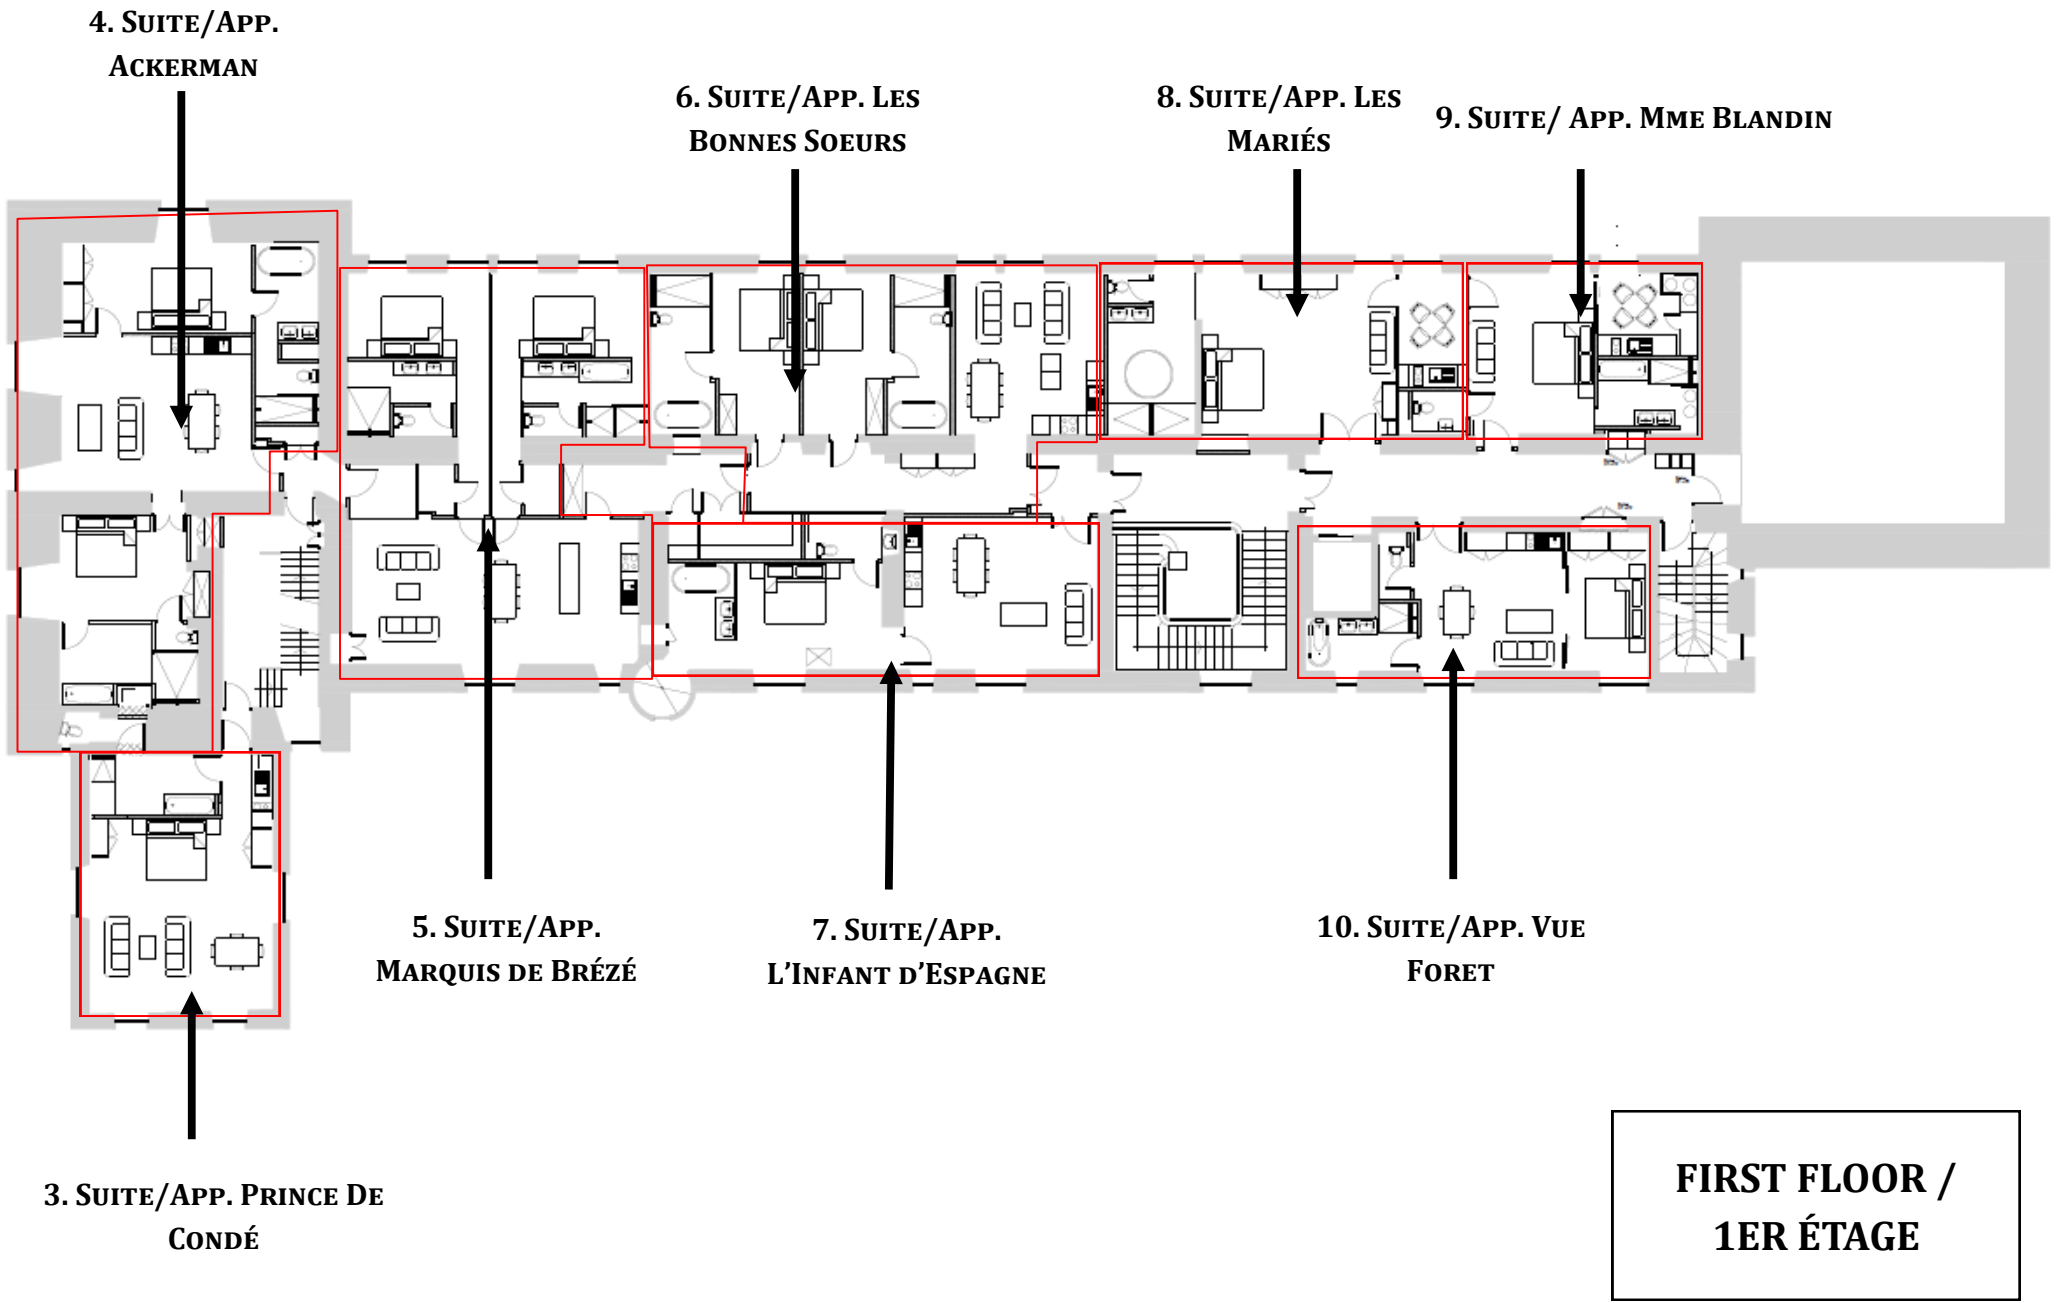 4. Suite/App.
Ackerman
6. Suite/App. Les
Bonnes Soeurs
8. Suite/App. Les
Mariés
9. Suite/ App. Mme Blandin
5. Suite/App.
Marquis de Brézé
7. Suite/App.
L’Infant d’Espagne
10. Suite/App. Vue
Foret
3. Suite/App. Prince De
Condé
FIRST FLOOR /
1ER ÉTAGE